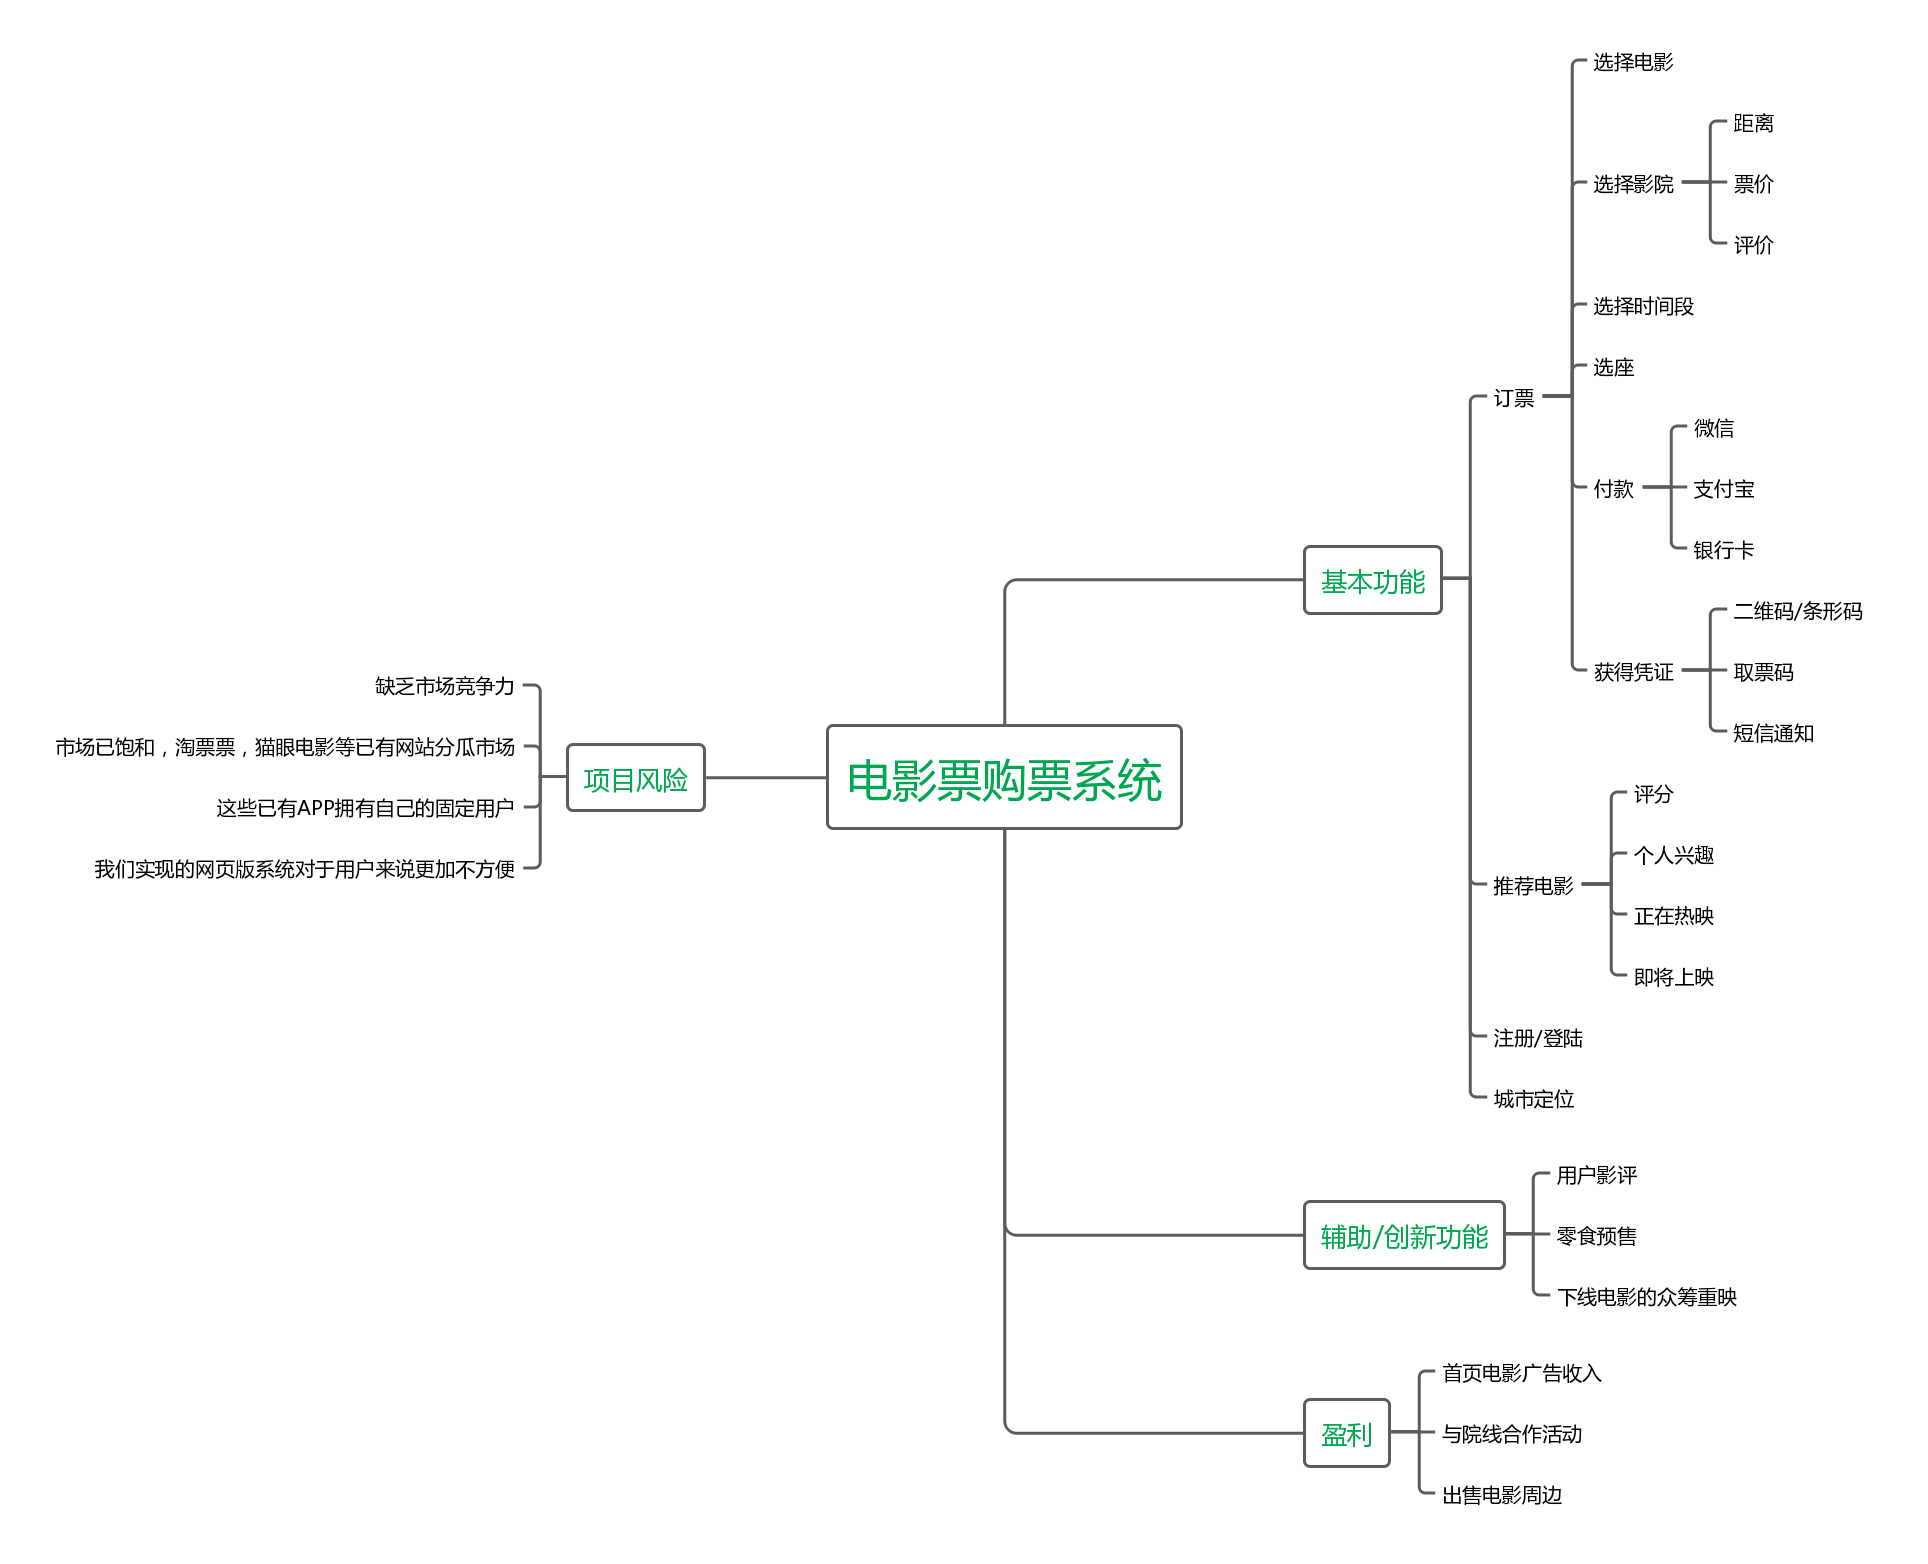 电影票购票系统
基本功能
订票
选择电影
选择影院
距离
票价
评价
选择时间段
选座
付款
微信
支付宝
银行卡
获得凭证
二维码/条形码
取票码
短信通知
推荐电影
评分
个人兴趣
正在热映
即将上映
注册/登陆
城市定位
辅助/创新功能
用户影评
零食预售
下线电影的众筹重映
盈利
首页电影广告收入
与院线合作活动
出售电影周边
项目风险
缺乏市场竞争力
市场已饱和，淘票票，猫眼电影等已有网站分瓜市场
这些已有APP拥有自己的固定用户
我们实现的网页版系统对于用户来说更加不方便